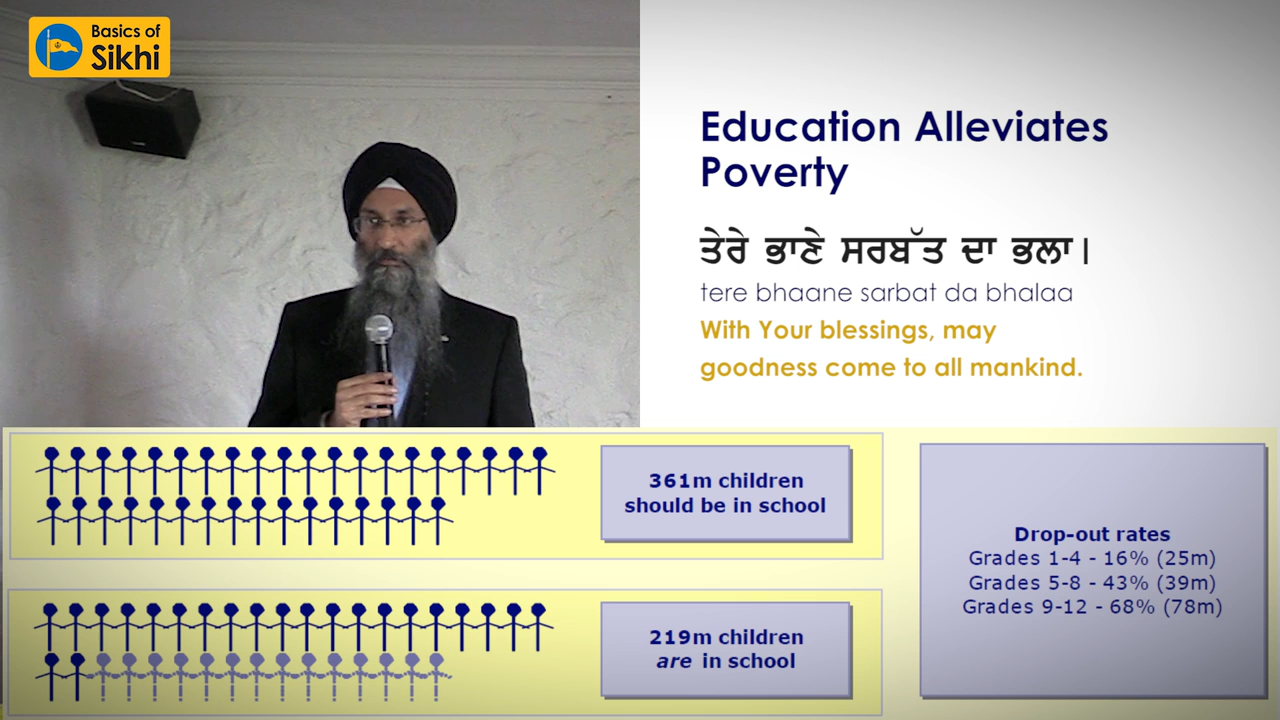 Basics of
Sikhi
Education Alleviates
Poverty
ਤੇਰੇ ਭਾਣੇ ਸਰਬੱਤ ਦਾ ਭਲਾ।
tere bhaane sarbat da bhalaa
With Your blessings, may
goodness come to all mankind.
361m children
should be in school
219m children
are in school
Drop-out rates
Grades 1-4 - 16% (25m)
Grades 5-8 - 43% (39m)
Grades 9-12 - 68% (78m)